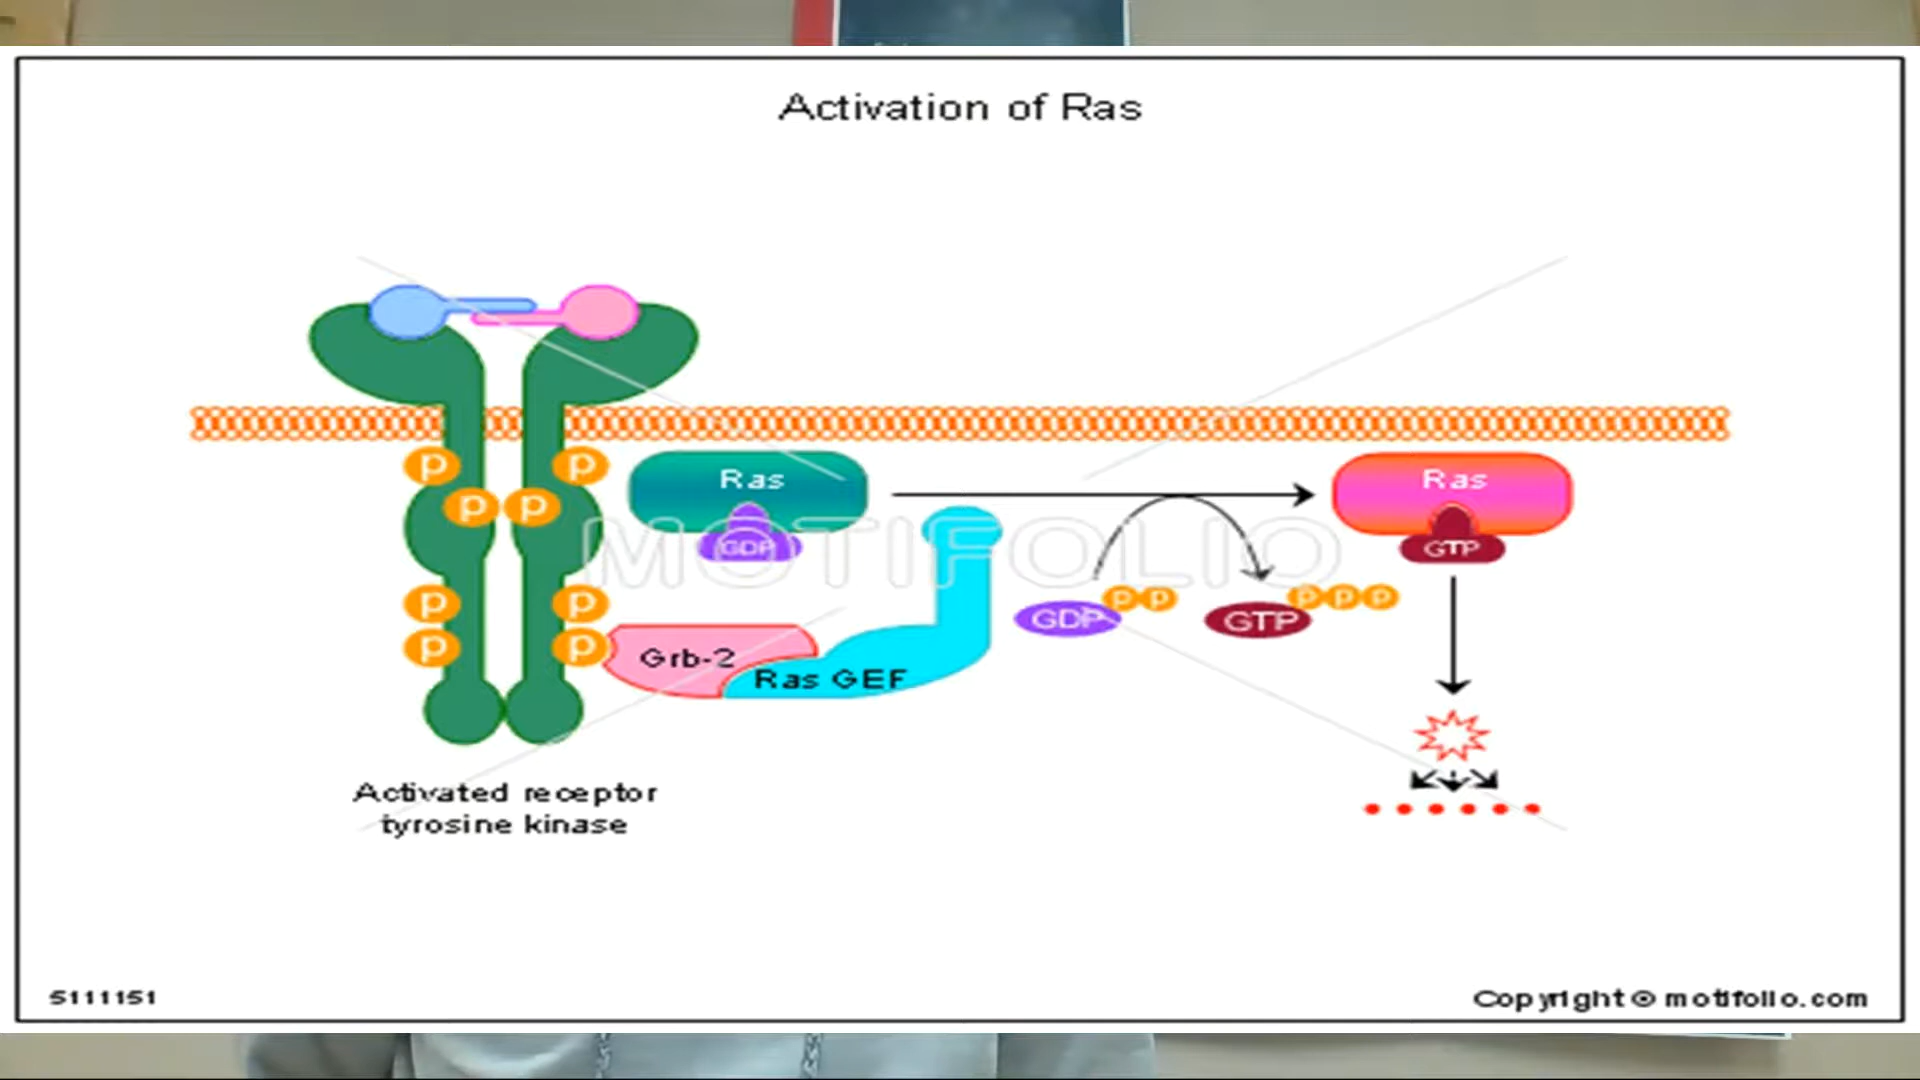 Activation of Ras
P P
P P
P P
P P
Ras
GDP
Ras
GTP
MOTIFOLIO
GDP P P
GTP P P P
Grb-2
Ras GEF
Activated receptor
tyrosine kinase
5111151
Copyright © motifolio.com